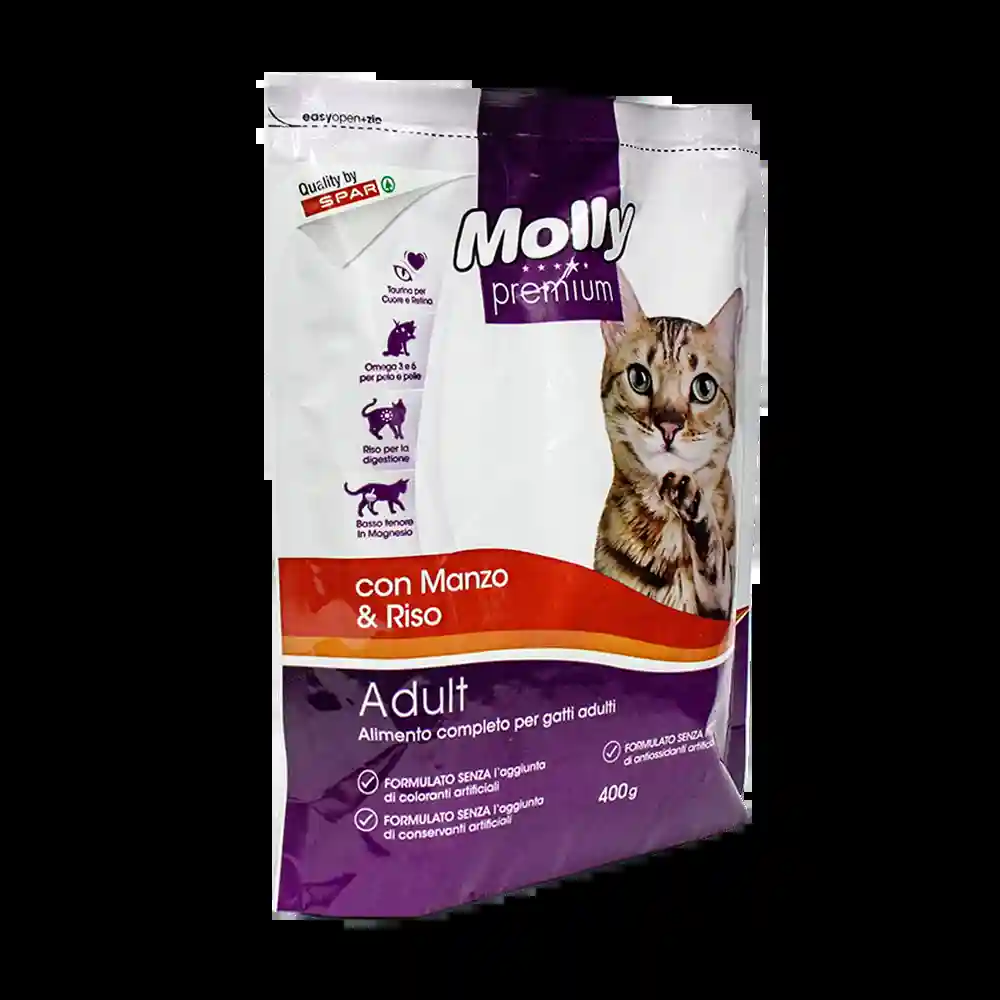 easyopen+zip
Quality by
SPAR
Molly
premium
Taurina per
Cuore e Retina
Omega 3 e 6
per pelo e pelle
Riso per la
digestione
Basso tenore
in Magnesio
con Manzo
& Riso
Adult
Alimento completo per gatti adulti
FORMULATO SENZA l'aggiunta
di coloranti artificiali
FORMULATO SENZA l'aggiunta
di conservanti artificiali
FORMULATO SENZA
di antiossidanti
400g